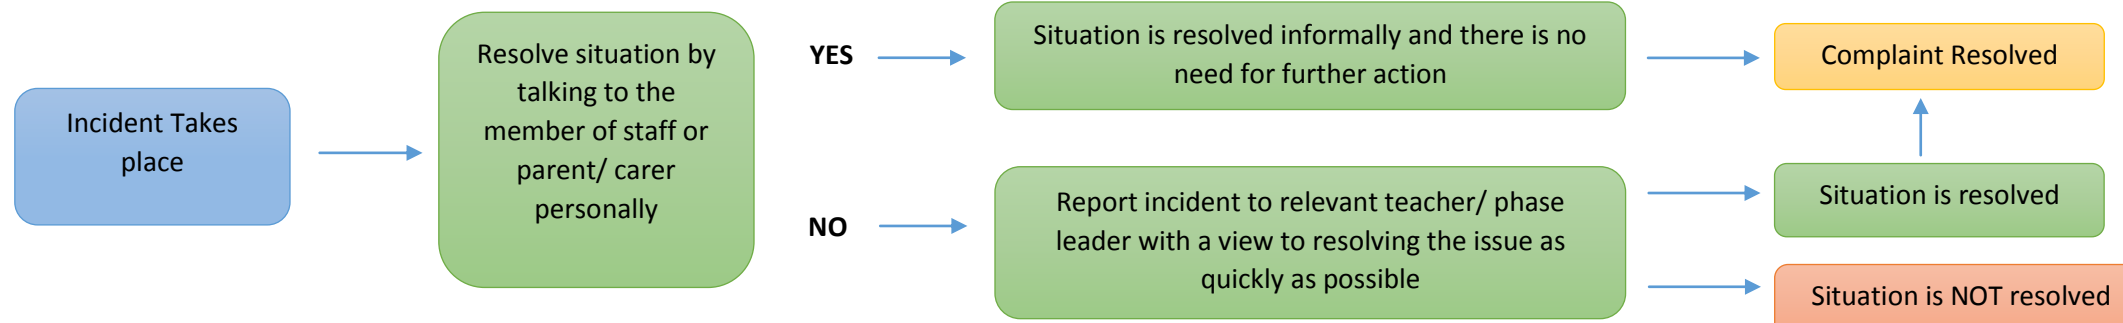 Incident Takes
place
Resolve situation by
talking to the
member of staff or
parent/ carer
personally
YES
Situation is resolved informally and there is no
need for further action
Complaint Resolved
NO
Report incident to relevant teacher/ phase
leader with a view to resolving the issue as
quickly as possible
Situation is resolved
Situation is NOT resolved